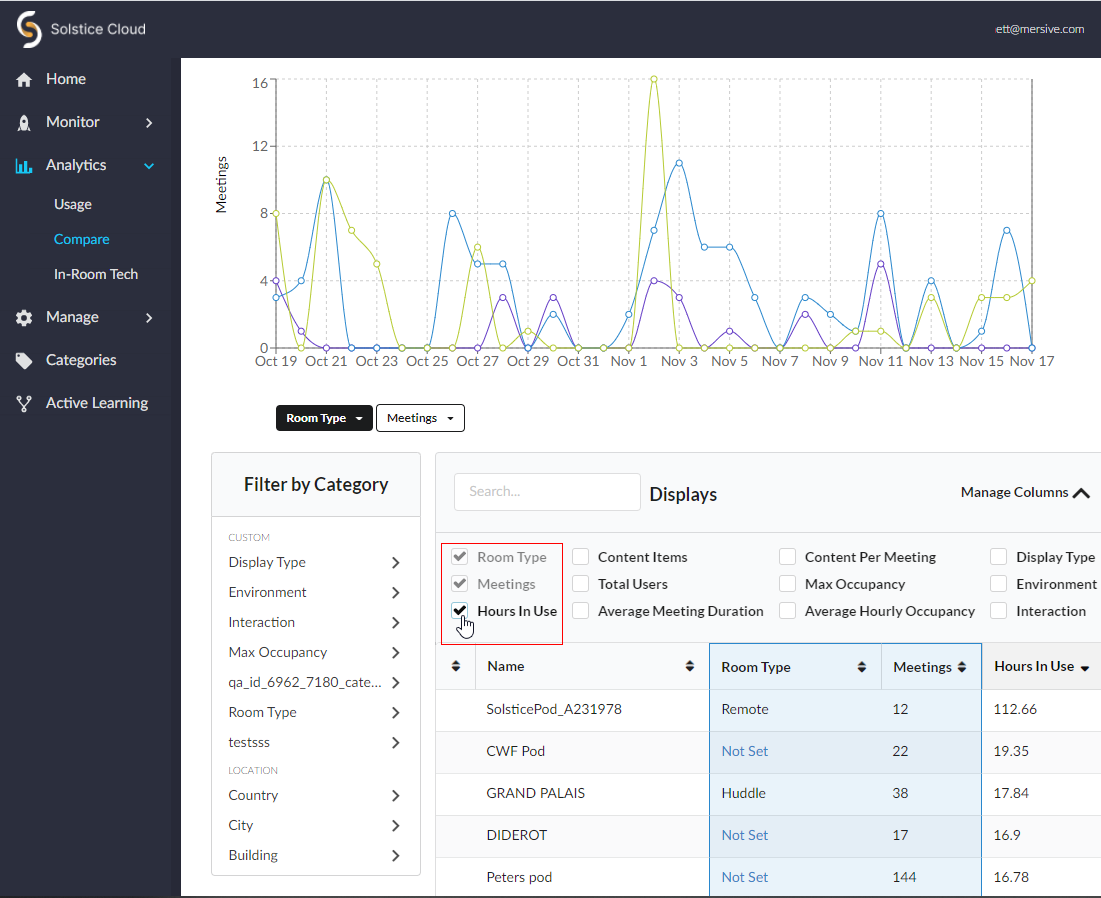 Solstice Cloud
ett@mersive.com
Home
Monitor
Analytics
Usage
Compare
In-Room Tech
Manage
Categories
Active Learning
Meetings
16
12
8
4
0
Oct 19 Oct 21 Oct 23 Oct 25 Oct 27 Oct 29 Oct 31 Nov 1 Nov 3 Nov 5 Nov 7 Nov 9 Nov 11 Nov 13 Nov 15 Nov 17
Room Type Meetings
Filter by Category
CUSTOM
Display Type
Environment
Interaction
Max Occupancy
qa_id_6962_7180_cate...
Room Type
testsss
LOCATION
Country
City
Building
Search... Displays Manage Columns
Room Type Content Items Content Per Meeting Display Type
Meetings Total Users Max Occupancy Environment
Hours In Use Average Meeting Duration Average Hourly Occupancy Interaction
Name Room Type Meetings Hours In Use
SolsticePod_A231978 Remote 12 112.66
CWF Pod Not Set 22 19.35
GRAND PALAIS Huddle 38 17.84
DIDEROT Not Set 17 16.9
Peters pod Not Set 144 16.78